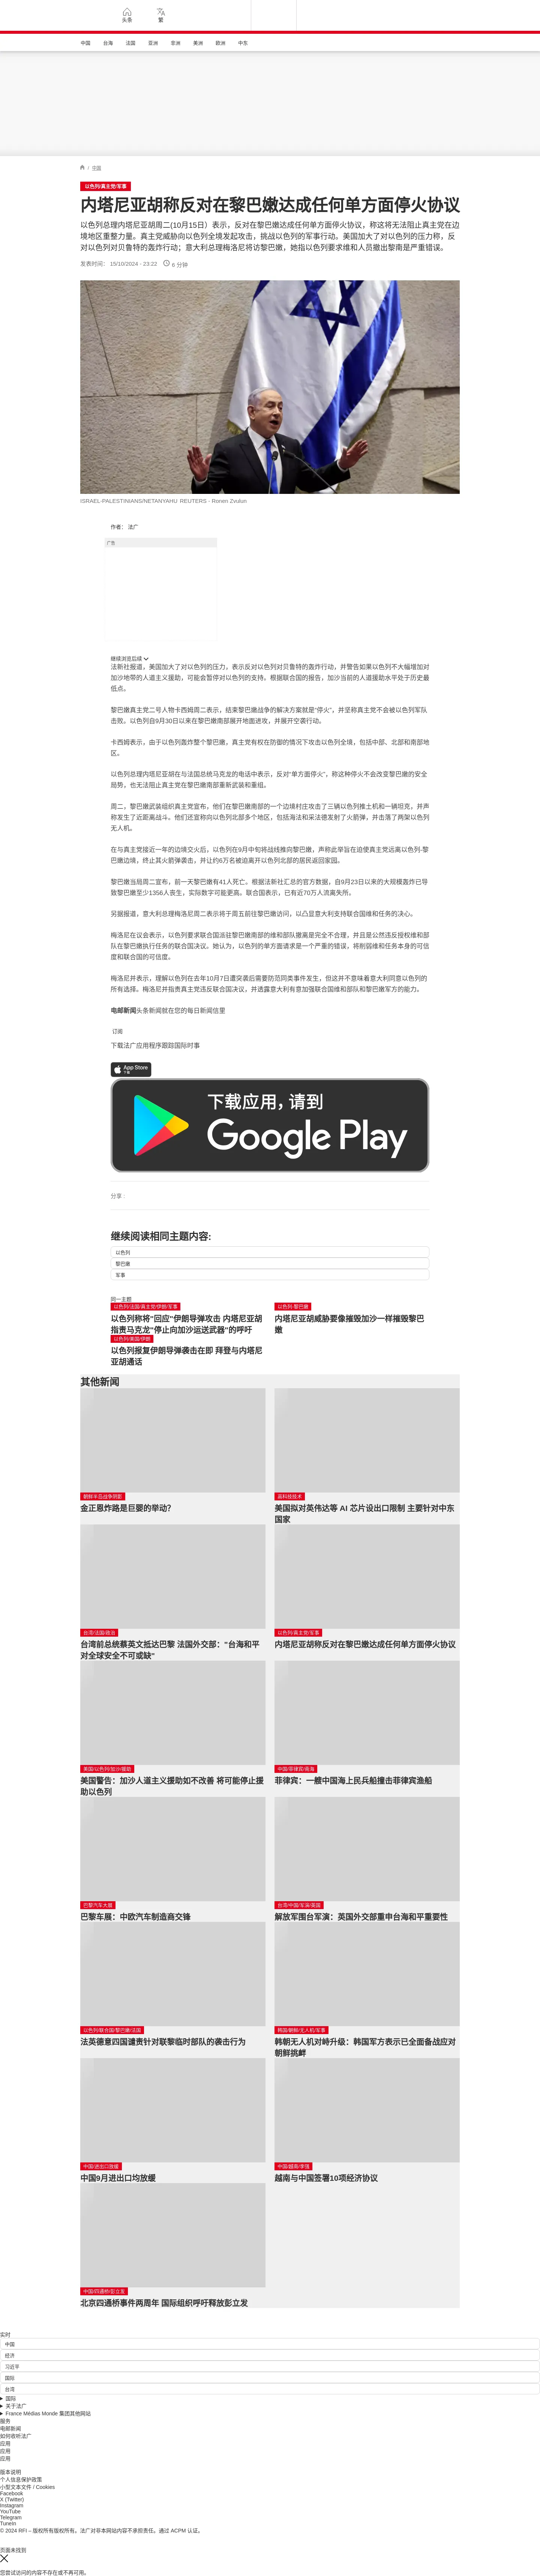 头条
繁
中国
台湾
法国
亚洲
非洲
美洲
欧洲
中东
/ 中国
以色列/真主党/军事
内塔尼亚胡称反对在黎巴嫩达成任何单方面停火协议
以色列总理内塔尼亚胡周二(10月15日）表示，反对在黎巴嫩达成任何单方面停火协议，称这将无法阻止真主党在边
境地区重整力量。真主党威胁向以色列全境发起攻击，挑战以色列的军事行动。美国加大了对以色列的压力称，反
对以色列对贝鲁特的轰炸行动；意大利总理梅洛尼将访黎巴嫩，她指以色列要求维和人员撤出黎南是严重错误。
发表时间： 15/10/2024 - 23:22 6 分钟
ISRAEL-PALESTINIANS/NETANYAHU REUTERS - Ronen Zvulun
作者： 法广
广告
继续浏览后续
法新社报道，美国加大了对以色列的压力，表示反对以色列对贝鲁特的轰炸行动，并警告如果以色列不大幅增加对
加沙地带的人道主义援助，可能会暂停对以色列的支持。根据联合国的报告，加沙当前的人道援助水平处于历史最
低点。
黎巴嫩真主党二号人物卡西姆周二表示，结束黎巴嫩战争的解决方案就是“停火”，并坚称真主党不会被以色列军队
击败。以色列自9月30日以来在黎巴嫩南部展开地面进攻，并展开空袭行动。
卡西姆表示，由于以色列轰炸整个黎巴嫩，真主党有权在防御的情况下攻击以色列全境，包括中部、北部和南部地
区。
以色列总理内塔尼亚胡在与法国总统马克龙的电话中表示，反对“单方面停火”，称这种停火不会改变黎巴嫩的安全
局势，也无法阻止真主党在黎巴嫩南部重新武装和重组。
周二，黎巴嫩武装组织真主党宣布，他们在黎巴嫩南部的一个边境村庄攻击了三辆以色列推土机和一辆坦克，并声
称发生了近距离战斗。他们还宣称向以色列北部多个地区，包括海法和采法德发射了火箭弹，并击落了两架以色列
无人机。
在与真主党接近一年的边境交火后，以色列在9月中旬将战线推向黎巴嫩，声称此举旨在迫使真主党远离以色列-黎
巴嫩边境，终止其火箭弹袭击，并让约6万名被迫离开以色列北部的居民返回家园。
黎巴嫩当局周二宣布，前一天黎巴嫩有41人死亡。根据法新社汇总的官方数据，自9月23日以来的大规模轰炸已导
致黎巴嫩至少1356人丧生，实际数字可能更高。联合国表示，已有近70万人流离失所。
另据报道，意大利总理梅洛尼周二表示将于周五前往黎巴嫩访问，以凸显意大利支持联合国维和任务的决心。
梅洛尼在议会表示，以色列要求联合国派驻黎巴嫩南部的维和部队撤离是完全不合理，并且是公然违反授权维和部
队在黎巴嫩执行任务的联合国决议。她认为，以色列的单方面请求是一个严重的错误，将削弱维和任务本身的可信
度和联合国的可信度。
梅洛尼并表示，理解以色列在去年10月7日遭突袭后需要防范同类事件发生，但这并不意味着意大利同意以色列的
所有选择。梅洛尼并指责真主党违反联合国决议，并透露意大利有意加强联合国维和部队和黎巴嫩军方的能力。
电邮新闻头条新闻就在您的每日新闻信里
订阅
下载法广应用程序跟踪国际时事
App Store
下载
下载应用，请到
Google Play
分享 :
继续阅读相同主题内容:
以色列
黎巴嫩
军事
同一主题
以色列/法国/真主党/伊朗/军事
以色列称将"回应"伊朗导弹攻击 内塔尼亚胡
指责马克龙"停止向加沙运送武器"的呼吁
以色列-黎巴嫩
内塔尼亚胡威胁要像摧毁加沙一样摧毁黎巴
嫩
以色列/美国/伊朗
以色列报复伊朗导弹袭击在即 拜登与内塔尼
亚胡通话
其他新闻
朝鲜半岛战争阴影
金正恩炸路是巨婴的举动?
高科技技术
美国拟对英伟达等 AI 芯片设出口限制 主要针对中东
国家
台湾/法国/政治
台湾前总统蔡英文抵达巴黎 法国外交部："台海和平
对全球安全不可或缺"
以色列/真主党/军事
内塔尼亚胡称反对在黎巴嫩达成任何单方面停火协议
美国/以色列/加沙/援助
美国警告：加沙人道主义援助如不改善 将可能停止援
助以色列
中国/菲律宾/南海
菲律宾：一艘中国海上民兵船撞击菲律宾渔船
巴黎汽车大展
巴黎车展：中欧汽车制造商交锋
台湾/中国/军演/英国
解放军围台军演：英国外交部重申台海和平重要性
以色列/联合国/黎巴嫩/法国
法英德意四国谴责针对联黎临时部队的袭击行为
韩国/朝鲜/无人机/军事
韩朝无人机对峙升级：韩国军方表示已全面备战应对
朝鲜挑衅
中国/进出口放缓
中国9月进出口均放缓
中国/越南/李强
越南与中国签署10项经济协议
中国/四通桥/彭立发
北京四通桥事件两周年 国际组织呼吁释放彭立发
实时
中国
经济
习近平
国际
台湾
国际
关于法广
France Médias Monde 集团其他网站
服务
电邮新闻
如何收听法广
应用
应用
应用
版本说明
个人信息保护政策
小型文本文件 / Cookies
Facebook
X (Twitter)
Instagram
YouTube
Telegram
TuneIn
© 2024 RFI – 版权所有版权所有。法广对非本网站内容不承担责任。通过 ACPM 认证。
页面未找到
您尝试访问的内容不存在或不再可用。